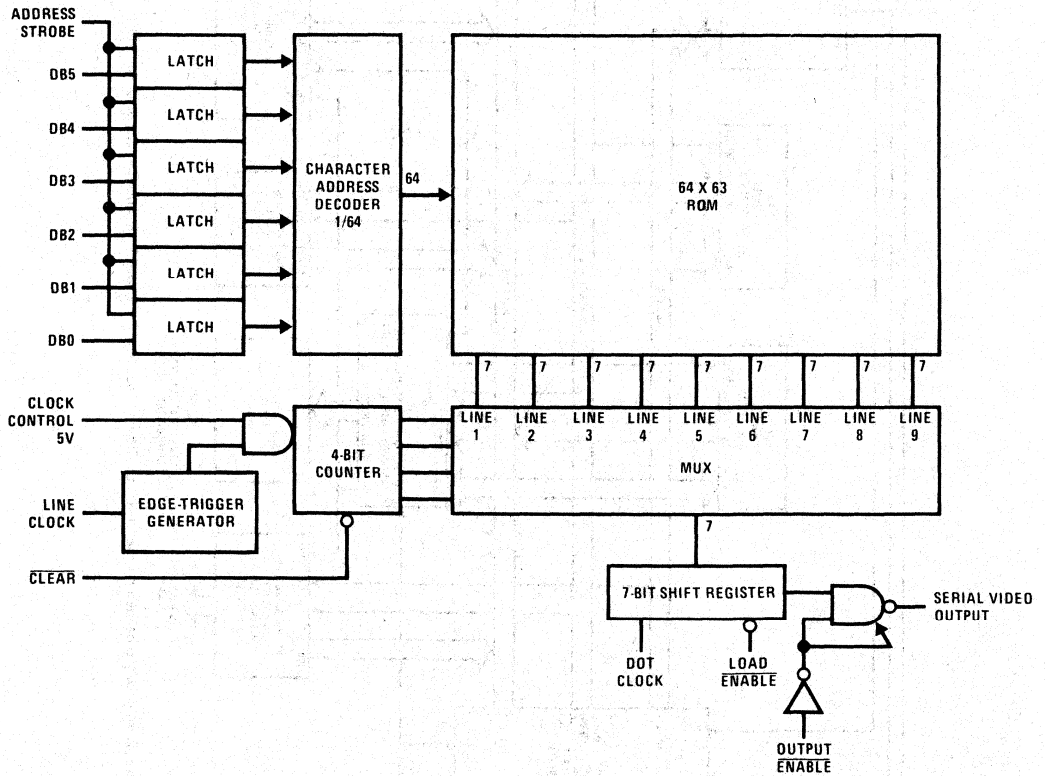 ADDRESS
STROBE
DB5
DB4
DB3
DB2
DB1
DB0
LATCH
LATCH
LATCH
LATCH
LATCH
LATCH
CHARACTER
ADDRESS
DECODER
1/64
64
64 X 63
ROM
7
7
7
7
7
7
7
7
7
CLOCK
CONTROL
5V
LINE
CLOCK
CLEAR
EDGE-TRIGGER
GENERATOR
4-BIT
COUNTER
LINE
1
LINE
2
LINE
3
LINE
4
LINE
5
LINE
6
LINE
7
LINE
8
LINE
9
MUX
7
7-BIT SHIFT REGISTER
DOT
CLOCK
LOAD
ENABLE
SERIAL VIDEO
OUTPUT
OUTPUT
ENABLE